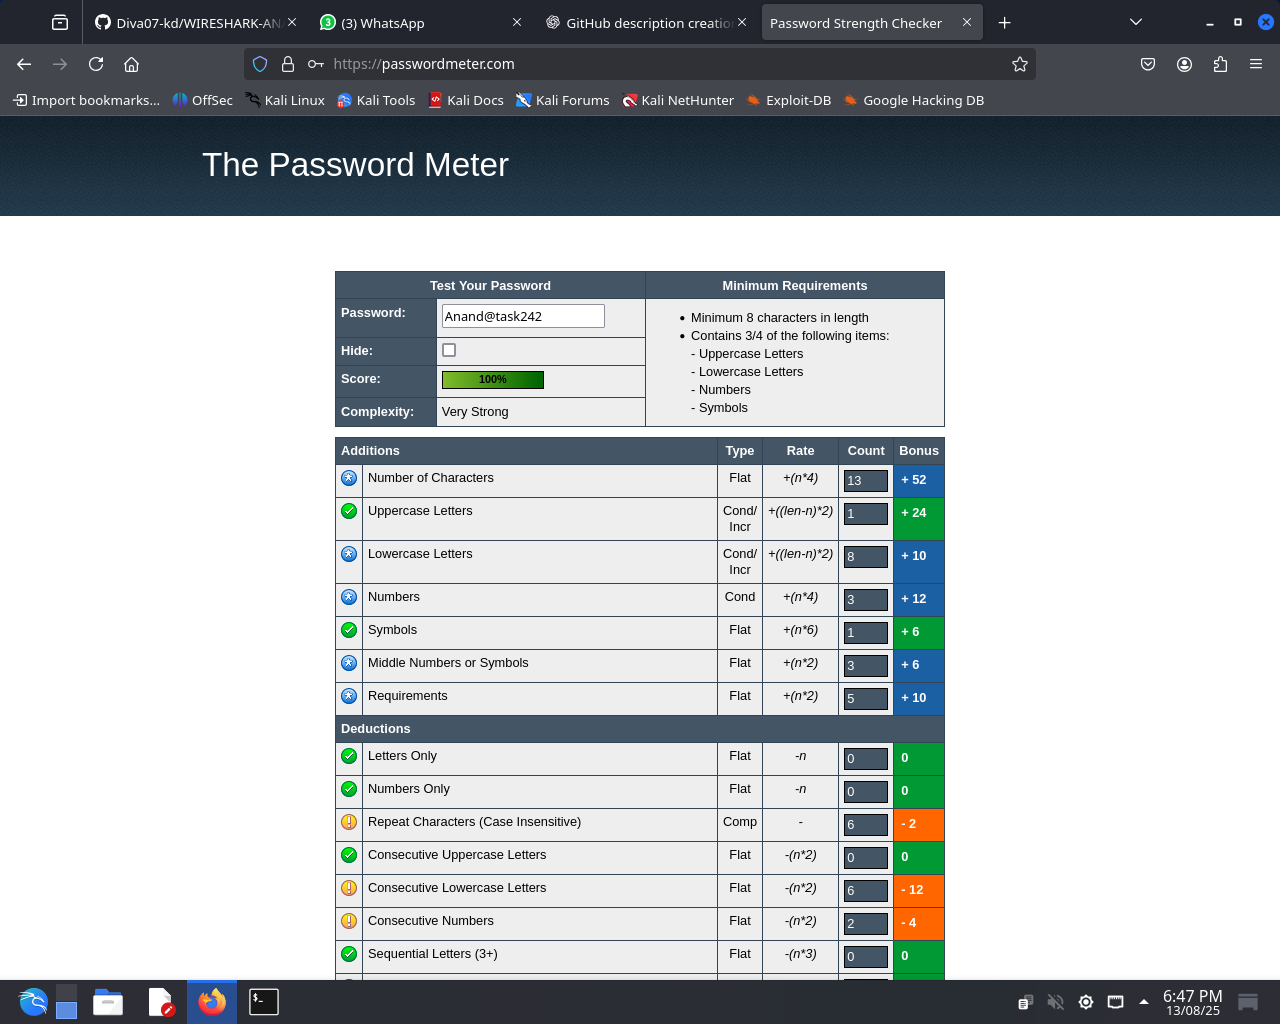 Diva07-kd/WIRESHARK-AN
(3) WhatsApp
GitHub description creatio
Password Strength Checker
https://passwordmeter.com
Import bookmarks...
OffSec
Kali Linux
Kali Tools
Kali Docs
Kali Forums
Kali NetHunter
Exploit-DB
Google Hacking DB
The Password Meter
Test Your Password
Minimum Requirements
Password:
Anand@task242
Hide:
Score:
100%
Complexity:
Very Strong
• Minimum 8 characters in length
• Contains 3/4 of the following items:
- Uppercase Letters
- Lowercase Letters
- Numbers
- Symbols
Additions Type Rate Count Bonus
Number of Characters Flat +(n*4) 13 + 52
Uppercase Letters Cond/Incr +((len-n)*2) 1 + 24
Lowercase Letters Cond/Incr +((len-n)*2) 8 + 10
Numbers Cond +(n*4) 3 + 12
Symbols Flat +(n*6) 1 + 6
Middle Numbers or Symbols Flat +(n*2) 3 + 6
Requirements Flat +(n*2) 5 + 10
Deductions
Letters Only Flat -n 0 0
Numbers Only Flat -n 0 0
Repeat Characters (Case Insensitive) Comp - 6 - 2
Consecutive Uppercase Letters Flat -(n*2) 0 0
Consecutive Lowercase Letters Flat -(n*2) 6 - 12
Consecutive Numbers Flat -(n*2) 2 - 4
Sequential Letters (3+) Flat -(n*3) 0 0
6:47 PM
13/08/25